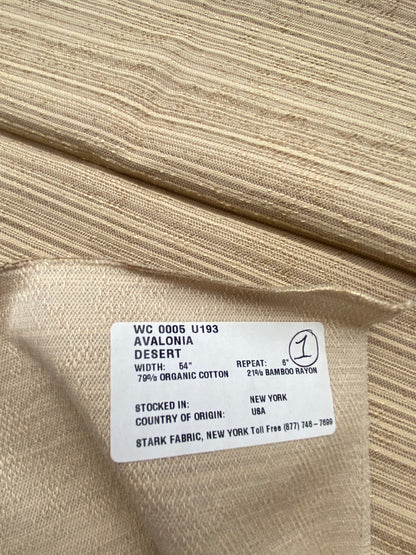 WC 0005 U193
AVALONIA
DESERT
WIDTH: 54" REPEAT: 6"
79% ORGANIC COTTON 21% BAMBOO RAYON
1
STOCKED IN: NEW YORK
COUNTRY OF ORIGIN: USA
STARK FABRIC, NEW YORK Toll Free (877) 746-7699